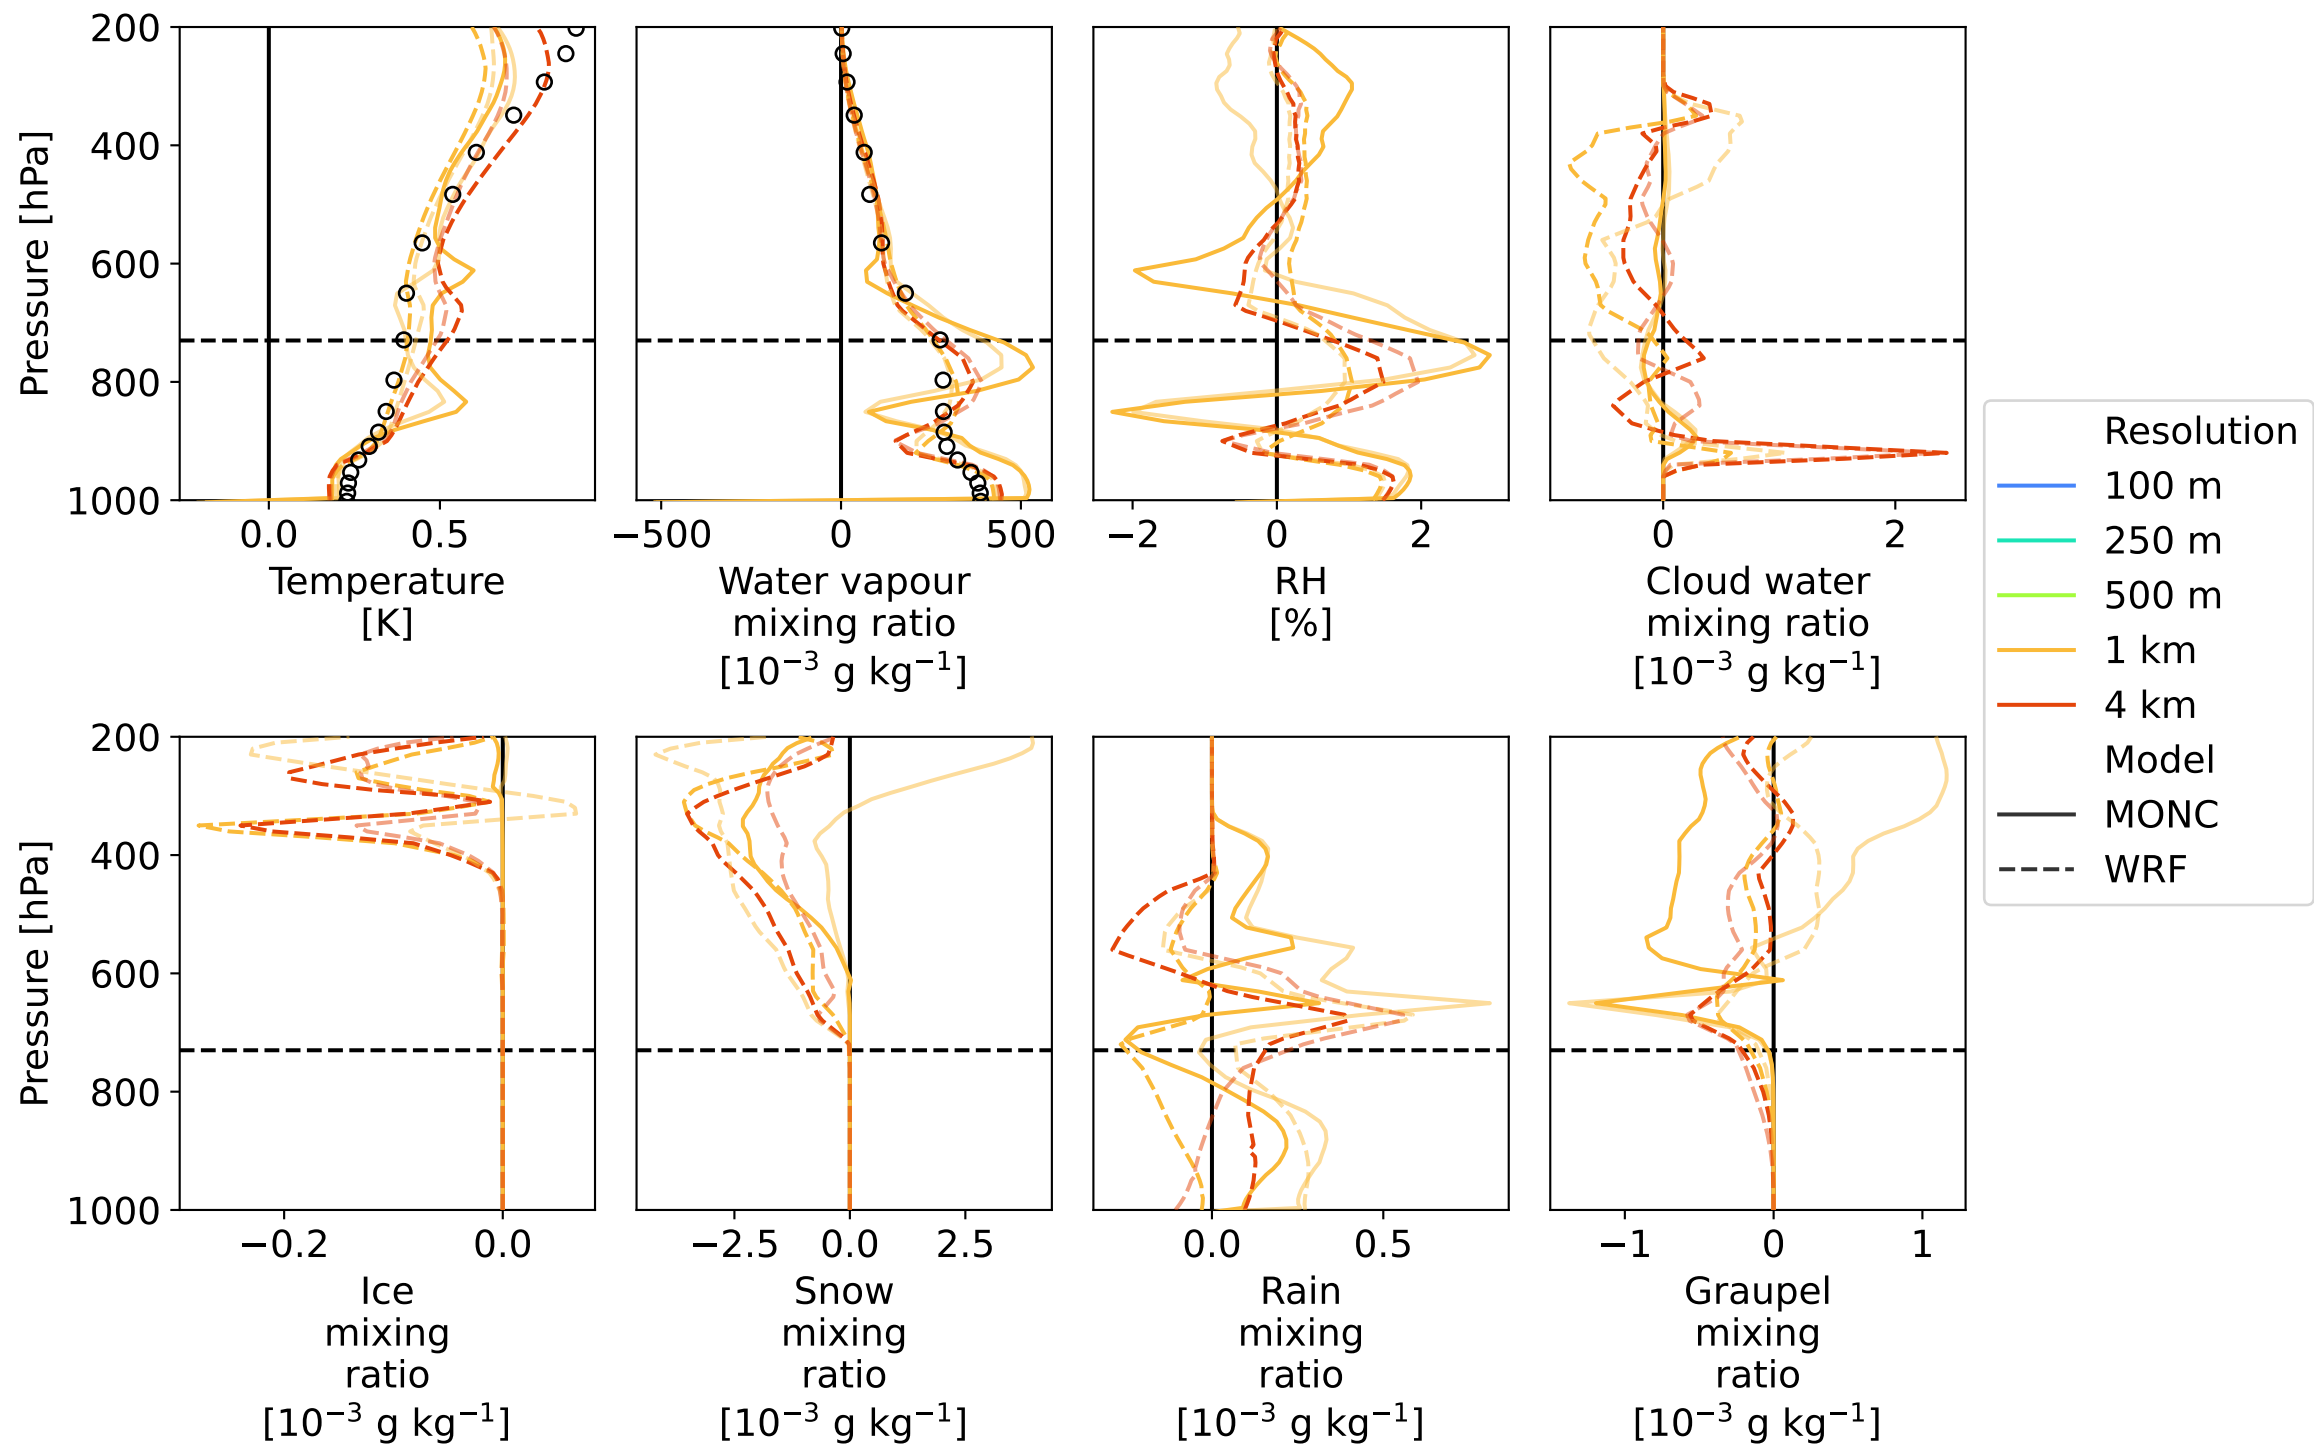 200
400
600
800
1000
Pressure [hPa]
0.0 0.5
Temperature
[K]
−500 0 500
Water vapour
mixing ratio
[10⁻³ g kg⁻¹]
−2 0 2
RH
[%]
0 2
Cloud water
mixing ratio
[10⁻³ g kg⁻¹]
Resolution
100 m
250 m
500 m
1 km
4 km
Model
MONC
WRF
200
400
600
800
1000
Pressure [hPa]
−0.2 0.0
Ice
mixing
ratio
[10⁻³ g kg⁻¹]
−2.5 0.0 2.5
Snow
mixing
ratio
[10⁻³ g kg⁻¹]
0.0 0.5
Rain
mixing
ratio
[10⁻³ g kg⁻¹]
−1 0 1
Graupel
mixing
ratio
[10⁻³ g kg⁻¹]